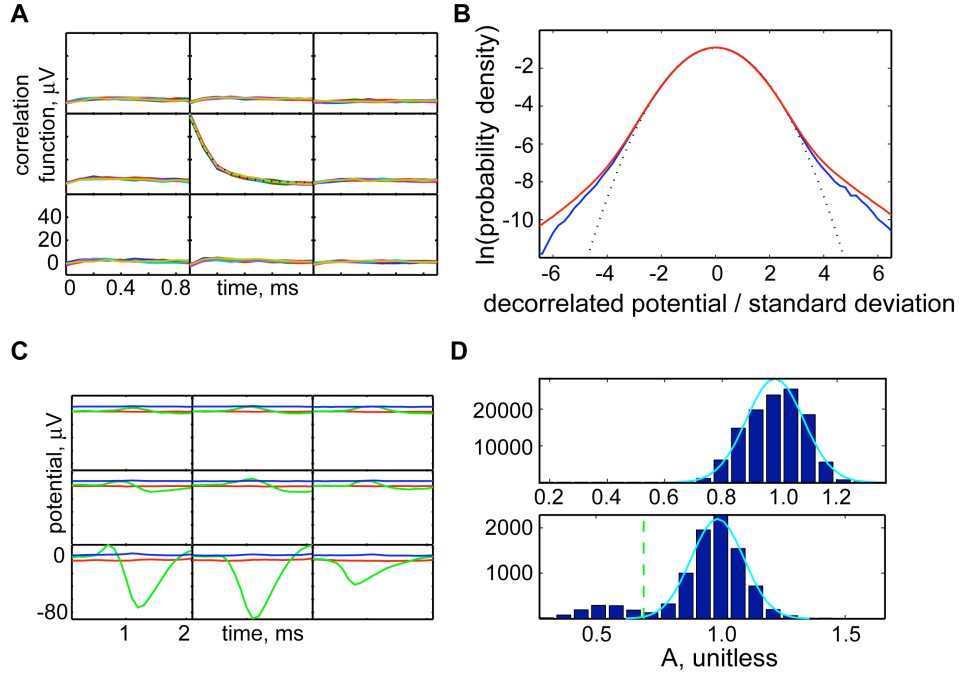 A
correlation
function, μV
40
20
0
0 0.4 0.8
time, ms
B
ln(probability density)
-2
-4
-6
-8
-10
-6 -4 -2 0 2 4 6
decorrelated potential / standard deviation
C
potential, μV
0
-80
1 2
time, ms
D
20000
10000
0.2 0.4 0.6 0.8 1.0 1.2
2000
1000
0.5 1.0 1.5
A, unitless